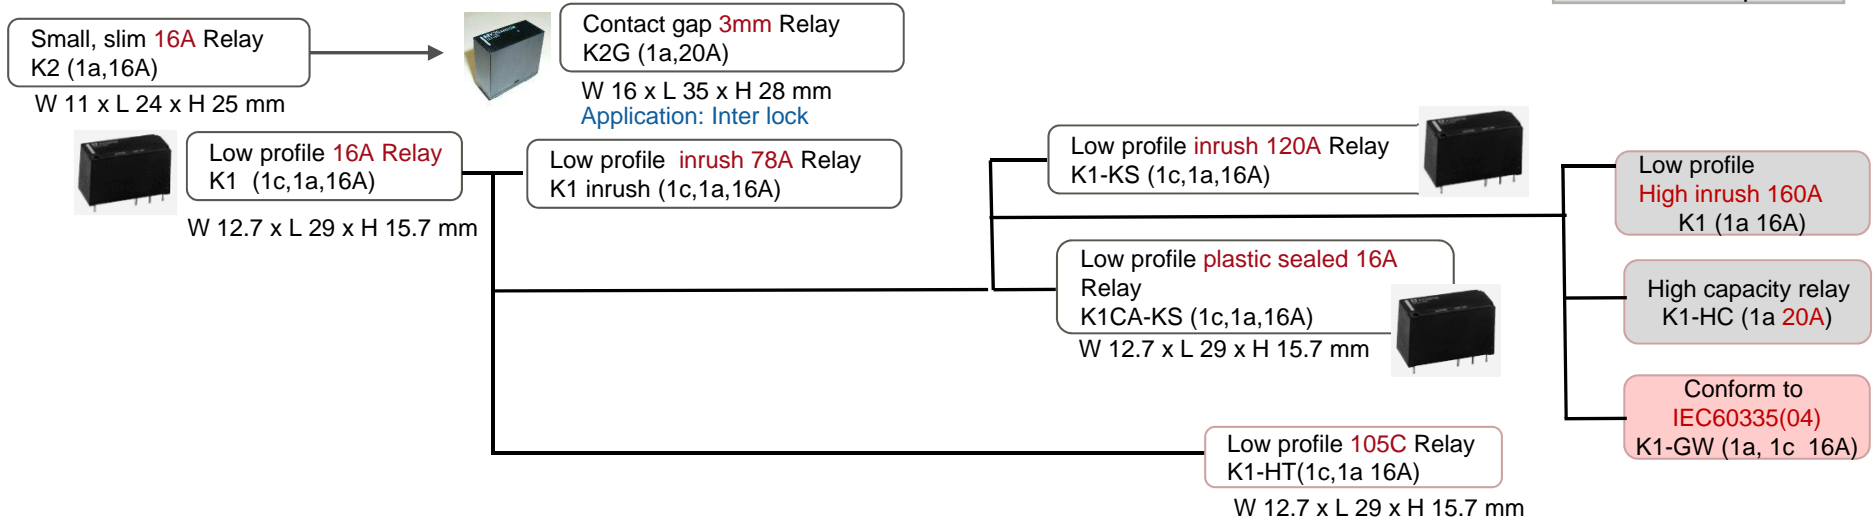 Small, slim 16A Relay
K2 (1a,16A)
W 11 x L 24 x H 25 mm
Contact gap 3mm Relay
K2G (1a,20A)
W 16 x L 35 x H 28 mm
Application: Inter lock
Low profile 16A Relay
K1 (1c,1a,16A)
W 12.7 x L 29 x H 15.7 mm
Low profile inrush 78A Relay
K1 inrush (1c,1a,16A)
Low profile inrush 120A Relay
K1-KS (1c,1a,16A)
Low profile plastic sealed 16A
Relay
K1CA-KS (1c,1a,16A)
W 12.7 x L 29 x H 15.7 mm
Low profile 105C Relay
K1-HT(1c,1a 16A)
W 12.7 x L 29 x H 15.7 mm
Low profile
High inrush 160A
K1 (1a 16A)
High capacity relay
K1-HC (1a 20A)
Conform to
IEC60335(04)
K1-GW (1a, 1c 16A)